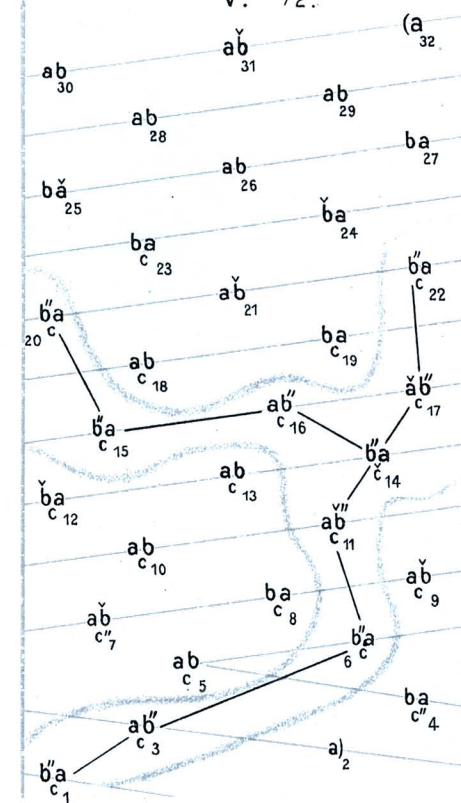 (a 32
ab̌ 31
ab 30
ab 29
ab 28
ba 27
ab 26
bǎ 25
b̌a 24
ba c 23
b"a c 22
ab̌ 21
b"a c 20
ba c 19
ab c 18
ǎb" c 17
ab" c 16
b"a c 15
b"a č 14
ab c 13
b̌a c 12
ab̌" c 11
ab c 10
ab̌ c 9
ba c 8
ab̌ c" 7
b"a c 6
ab c 5
ba c" 4
ab" c 3
a) 2
b"a c 1